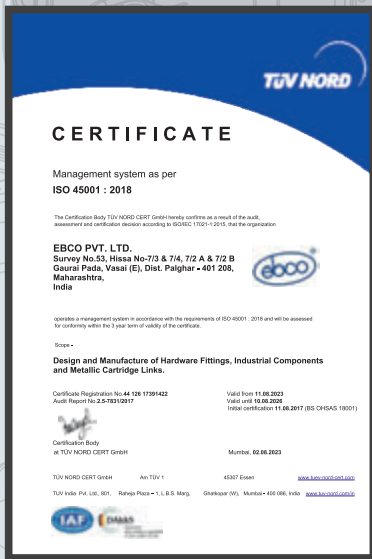 TÜV NORD
CERTIFICATE
Management system as per
ISO 45001 : 2018
The Certification Body TÜV NORD CERT GmbH hereby confirms as a result of the audit,
assessment and certification decision according to ISO/IEC 17021-1:2015, that the organization
EBCO PVT. LTD.
Survey No.53, Hissa No-7/3 & 7/4, 7/2 A & 7/2 B
Gaurai Pada, Vasai (E), Dist. Palghar - 401 208,
Maharashtra,
India
ebco
operates a management system in accordance with the requirements of ISO 45001 : 2018 and will be assessed
for conformity within the 3 year term of validity of the certificate.
Scope -
Design and Manufacture of Hardware Fittings, Industrial Components
and Metallic Cartridge Links.
Certificate Registration No.44 126 17391422 Valid from 11.08.2023
Audit Report No.2.5-7831/2017 Valid until 10.08.2026
Initial certification 11.08.2017 (BS OHSAS 18001)
Certification Body
at TÜV NORD CERT GmbH Mumbai, 02.08.2023
TÜV NORD CERT GmbH Am TÜV 1 45307 Essen www.tuev-nord-cert.com
TUV India Pvt. Ltd., 801, Raheja Plaza - 1, L.B.S. Marg, Ghatkopar (W), Mumbai - 400 086, India www.tuv-nord.com/in
IAF DAkkS